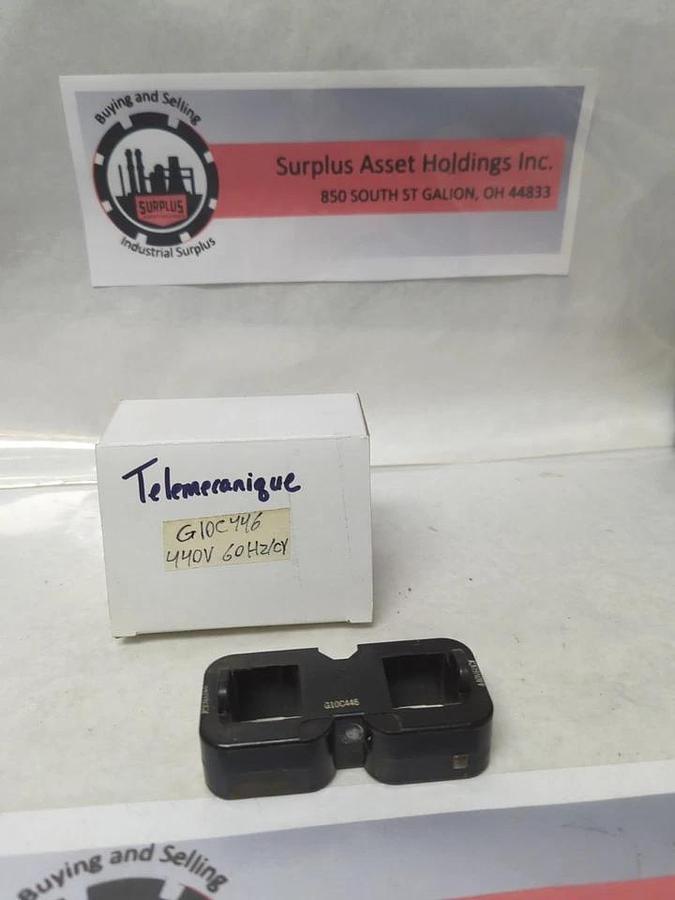 Buying and Selling
SURPLUS
Industrial Surplus
Surplus Asset Holdings Inc.
850 SOUTH ST GALION, OH 44833
Telemecanique
G10C446
440V 60Hz/CY
G10C446
Buying and Selling